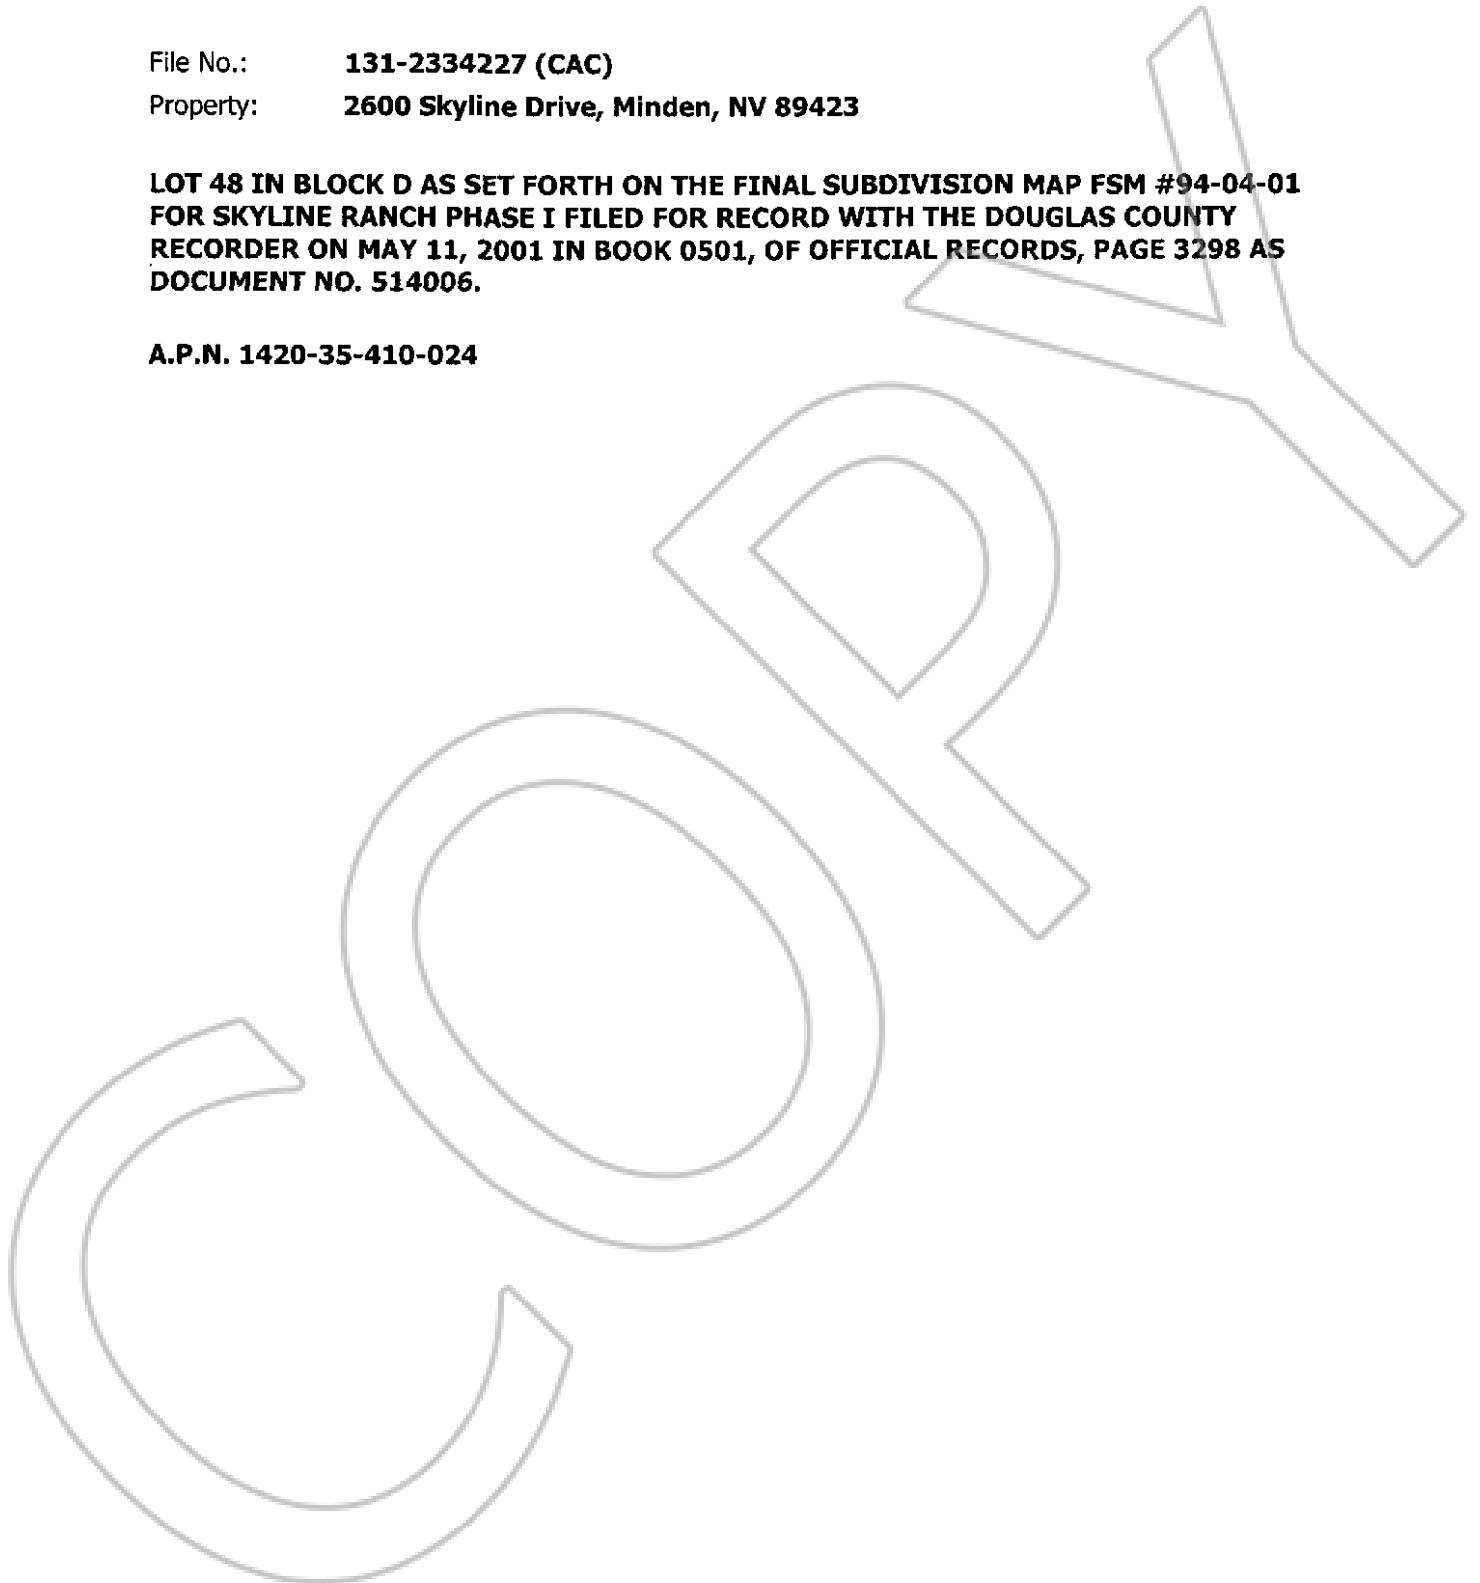 File No.: 131-2334227 (CAC)
Property: 2600 Skyline Drive, Minden, NV 89423
LOT 48 IN BLOCK D AS SET FORTH ON THE FINAL SUBDIVISION MAP FSM #94-04-01
FOR SKYLINE RANCH PHASE I FILED FOR RECORD WITH THE DOUGLAS COUNTY
RECORDER ON MAY 11, 2001 IN BOOK 0501, OF OFFICIAL RECORDS, PAGE 3298 AS
DOCUMENT NO. 514006.
A.P.N. 1420-35-410-024
COPY